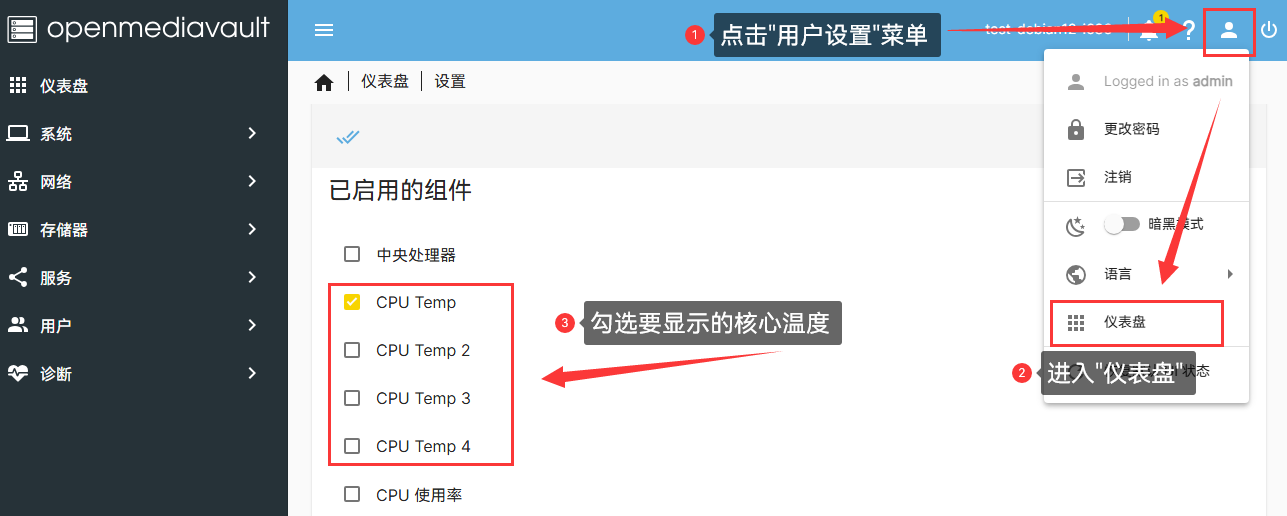 openmediavault
仪表盘
系统
网络
存储器
服务
用户
诊断
1 点击"用户设置"菜单
1
仪表盘
设置
已启用的组件
中央处理器
CPU Temp
CPU Temp 2
CPU Temp 3
CPU Temp 4
CPU 使用率
3 勾选要显示的核心温度
Logged in as admin
更改密码
注销
暗黑模式
语言
仪表盘
2 进入"仪表盘"
状态